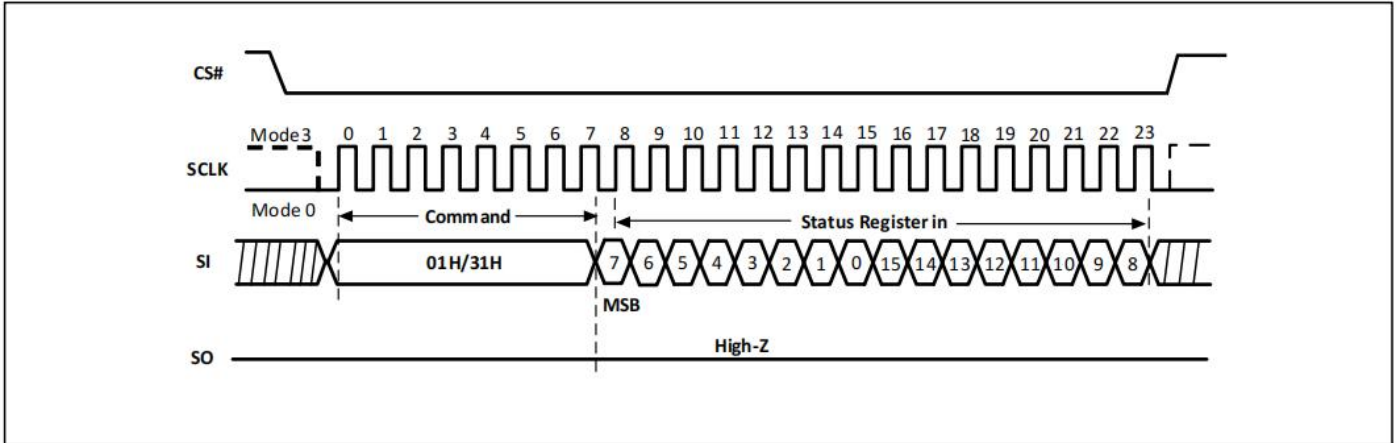 CS#
Mode 3 0 1 2 3 4 5 6 7 8 9 10 11 12 13 14 15 16 17 18 19 20 21 22 23
SCLK
Mode 0 Command Status Register in
SI 01H/31H 7 6 5 4 3 2 1 0 15 14 13 12 11 10 9 8
MSB
SO High-Z